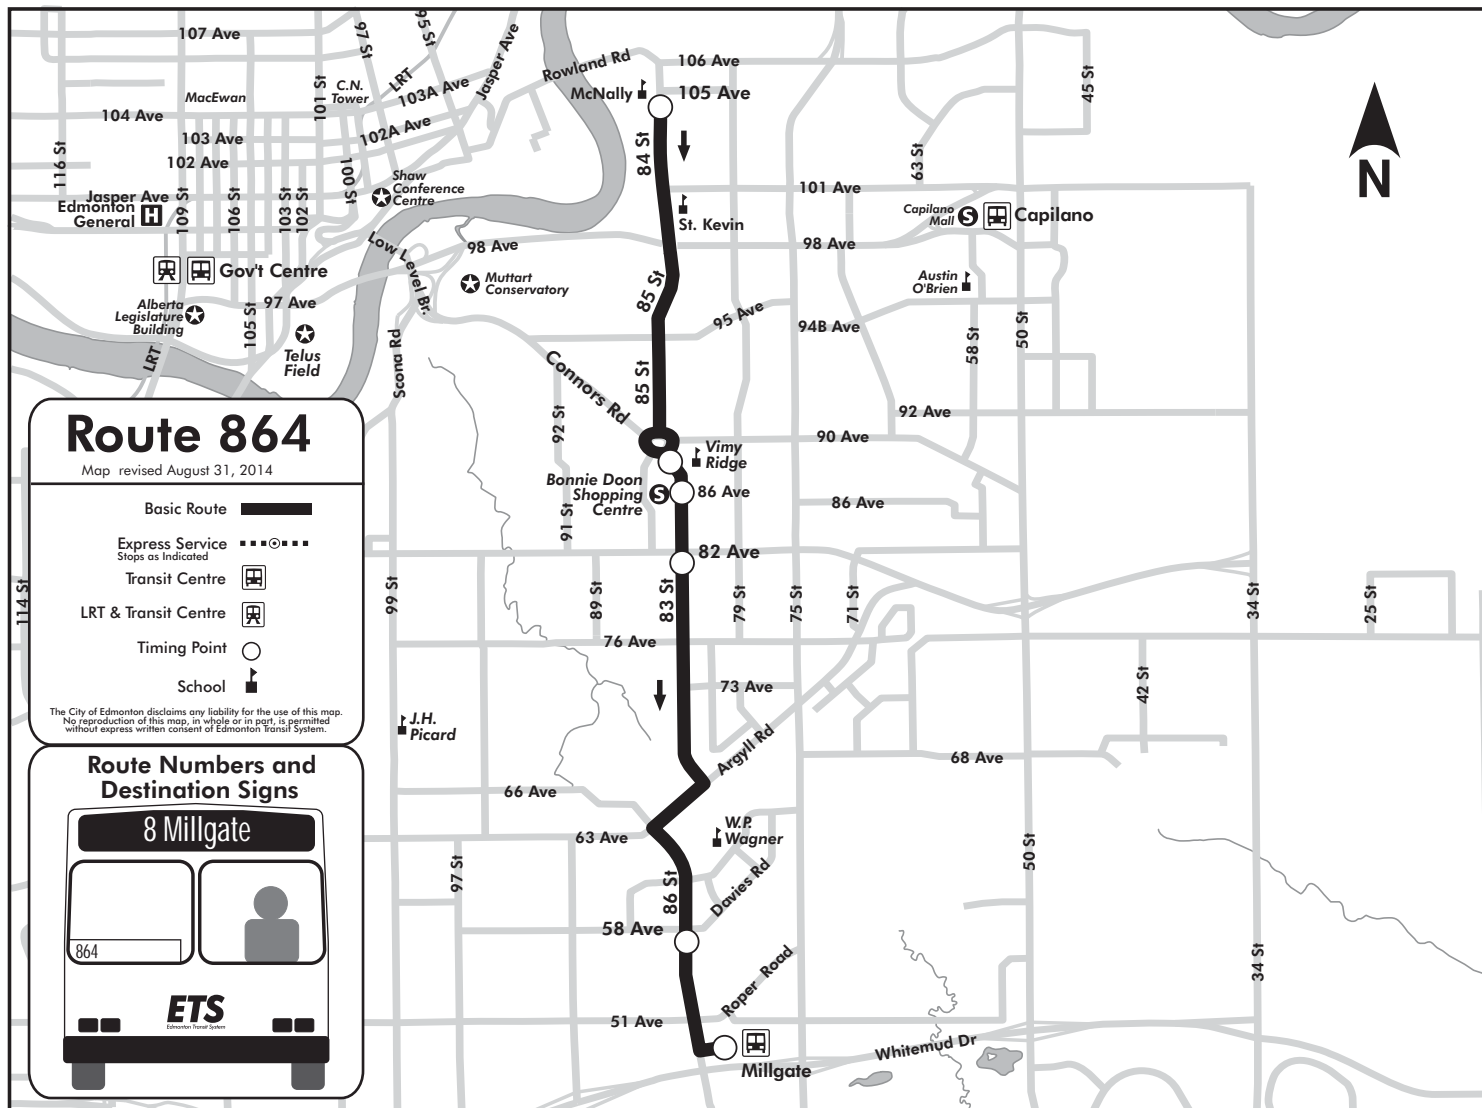 107 Ave
97 St
95 St
Jasper Ave
LRT
C.N.
Tower
103A Ave
101 St
MacEwan
104 Ave
103 Ave
102A Ave
102 Ave
116 St
100 St
Jasper Ave
Edmonton
General
H
109 St
106 St
103 St
102 St
Shaw
Conference
Centre
Low Level Br.
98 Ave
Gov't Centre
Muttart
Conservatory
Alberta
Legislature
Building
97 Ave
105 St
LRT
Telus
Field
Scona Rd
Rowland Rd
106 Ave
McNally
105 Ave
84 St
45 St
63 St
N
101 Ave
St. Kevin
Capilano
Mall
S
Capilano
98 Ave
Austin
O'Brien
85 St
95 Ave
94B Ave
58 St
50 St
85 St
Connors Rd
92 St
92 Ave
90 Ave
Vimy
Ridge
Bonnie Doon
Shopping
Centre
S
86 Ave
86 Ave
91 St
82 Ave
114 St
99 St
89 St
83 St
79 St
75 St
71 St
34 St
25 St
76 Ave
73 Ave
42 St
J.H.
Picard
Argyll Rd
68 Ave
66 Ave
W.P.
Wagner
63 Ave
50 St
97 St
86 St
Davies Rd
58 Ave
34 St
Roper Road
51 Ave
Whitemud Dr
Millgate
Route 864
Map revised August 31, 2014
Basic Route
Express Service
Stops as Indicated
Transit Centre
LRT & Transit Centre
Timing Point
School
The City of Edmonton disclaims any liability for the use of this map.
No reproduction of this map, in whole or in part, is permitted
without express written consent of Edmonton Transit System.
Route Numbers and
Destination Signs
8 Millgate
864
ETS
Edmonton Transit System